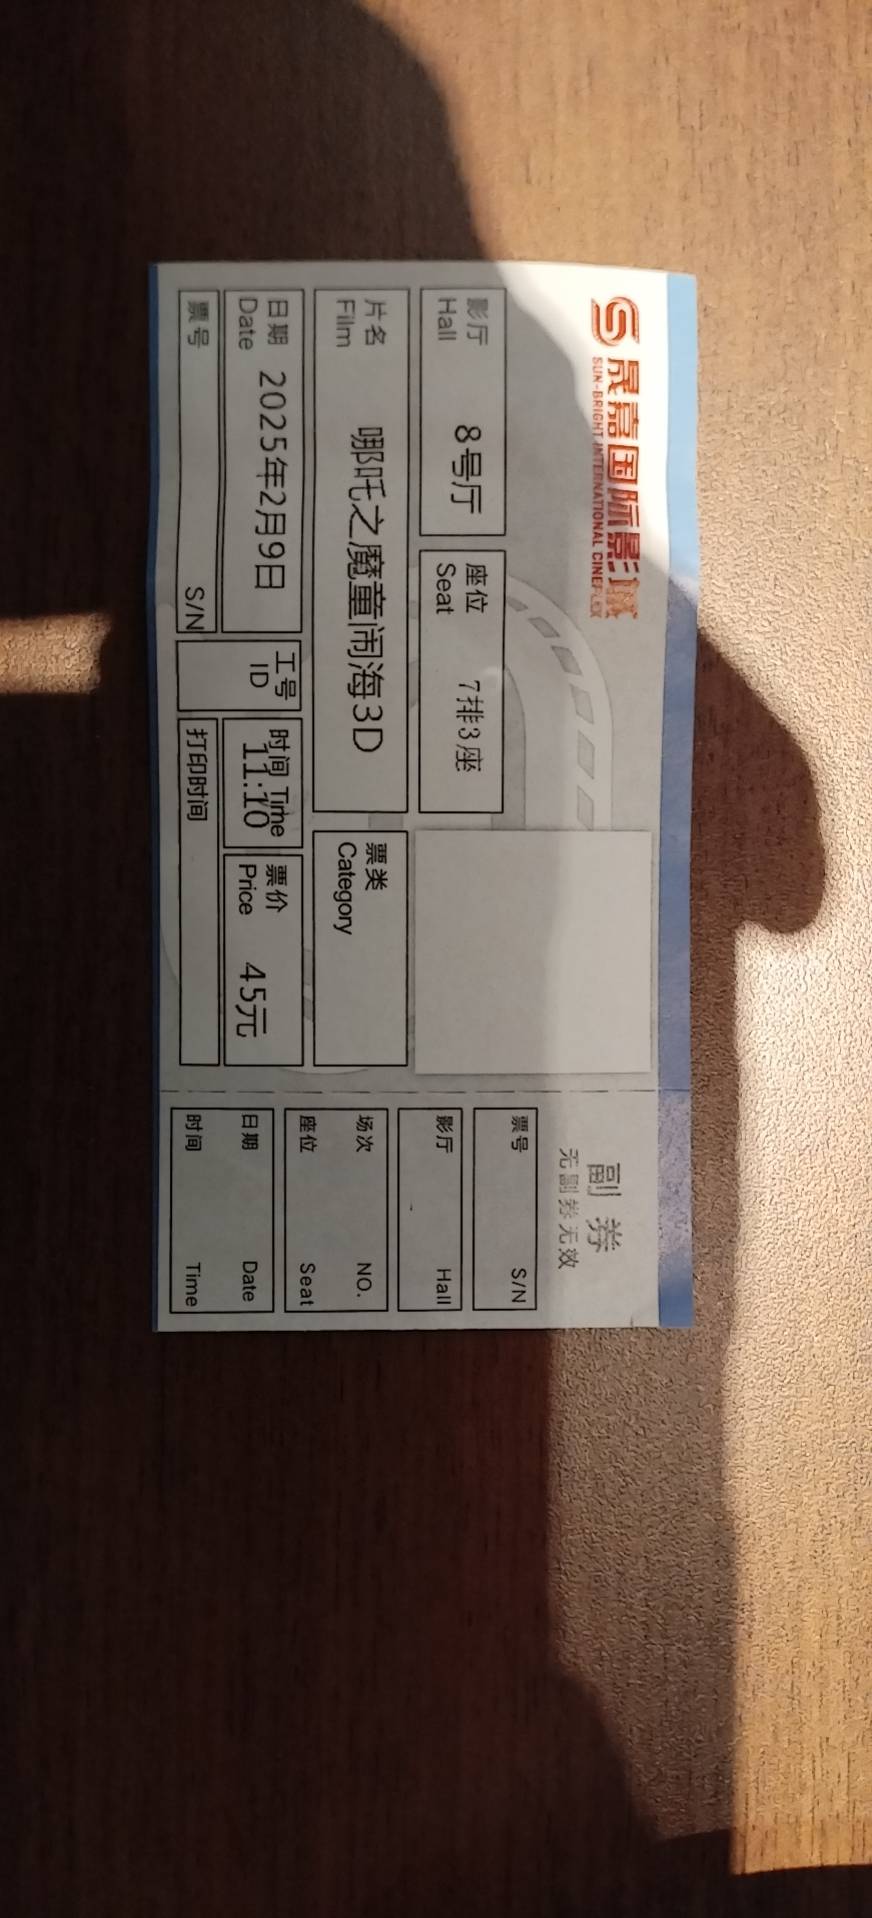 晟嘉国际影城
SUN-BRIGHT INTERNATIONAL CINEPLEX
影厅 8号厅
Hall
座位 7排3座
Seat
片名 哪吒之魔童闹海3D
Film
票类
Category
日期 2025年2月9日
Date
工号
ID
时间 Time
11:10
票价 45元
Price
票号 S/N
打印时间
副券
无副券无效
票号 S/N
影厅 Hall
场次 NO.
座位 Seat
日期 Date
时间 Time